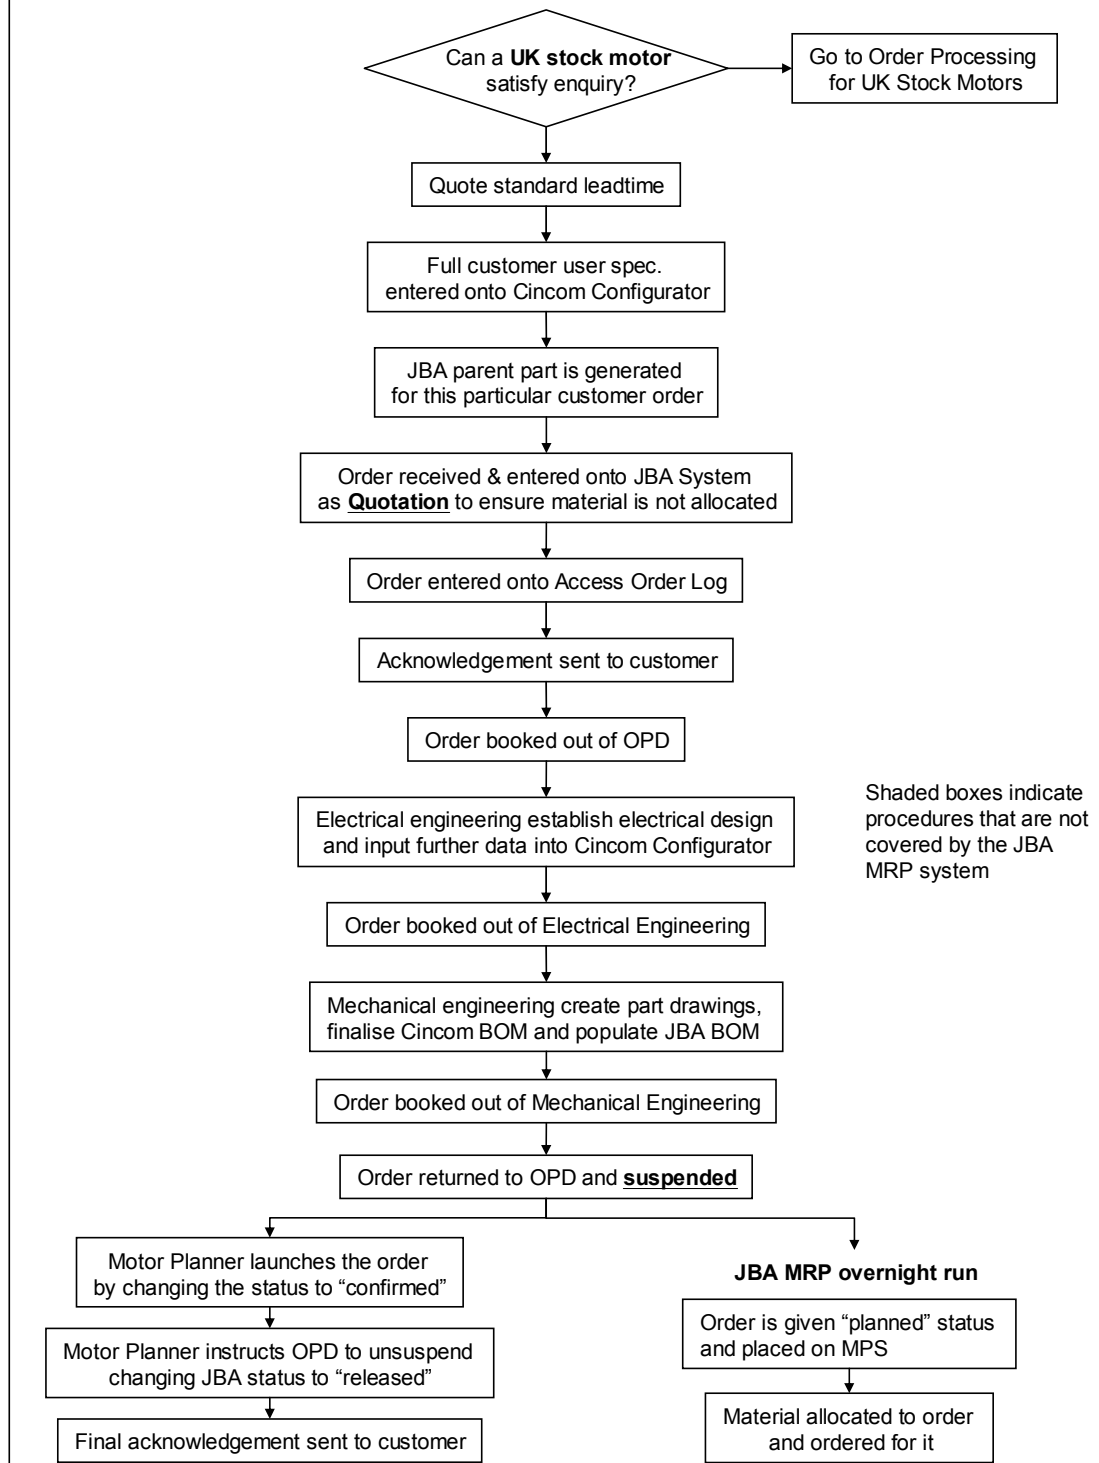 Can a UK stock motor
satisfy enquiry?
Go to Order Processing
for UK Stock Motors
Quote standard leadtime
Full customer user spec.
entered onto Cincom Configurator
JBA parent part is generated
for this particular customer order
Order received & entered onto JBA System
as Quotation to ensure material is not allocated
Order entered onto Access Order Log
Acknowledgement sent to customer
Order booked out of OPD
Electrical engineering establish electrical design
and input further data into Cincom Configurator
Shaded boxes indicate
procedures that are not
covered by the JBA
MRP system
Order booked out of Electrical Engineering
Mechanical engineering create part drawings,
finalise Cincom BOM and populate JBA BOM
Order booked out of Mechanical Engineering
Order returned to OPD and suspended
Motor Planner launches the order
by changing the status to “confirmed”
Motor Planner instructs OPD to unsuspend
changing JBA status to “released”
Final acknowledgement sent to customer
JBA MRP overnight run
Order is given “planned” status
and placed on MPS
Material allocated to order
and ordered for it